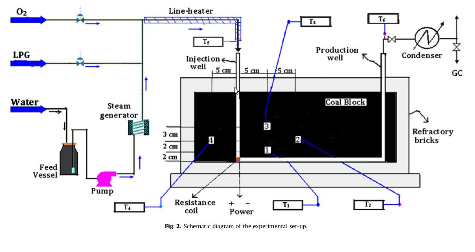 O₂
Line-heater
T₅
T₆
LPG
T₅
Injection
well
Production
well
Condenser
GC
5 cm 5 cm 5 cm
Water
Steam
generator
Coal Block
3
4
2
1
3 cm
2 cm
2 cm
Refractory
bricks
Feed
Vessel
Pump
Resistance
coil
+ −
Power
T₄
T₁
T₂
Fig. 2. Schematic diagram of the experimental set-up.